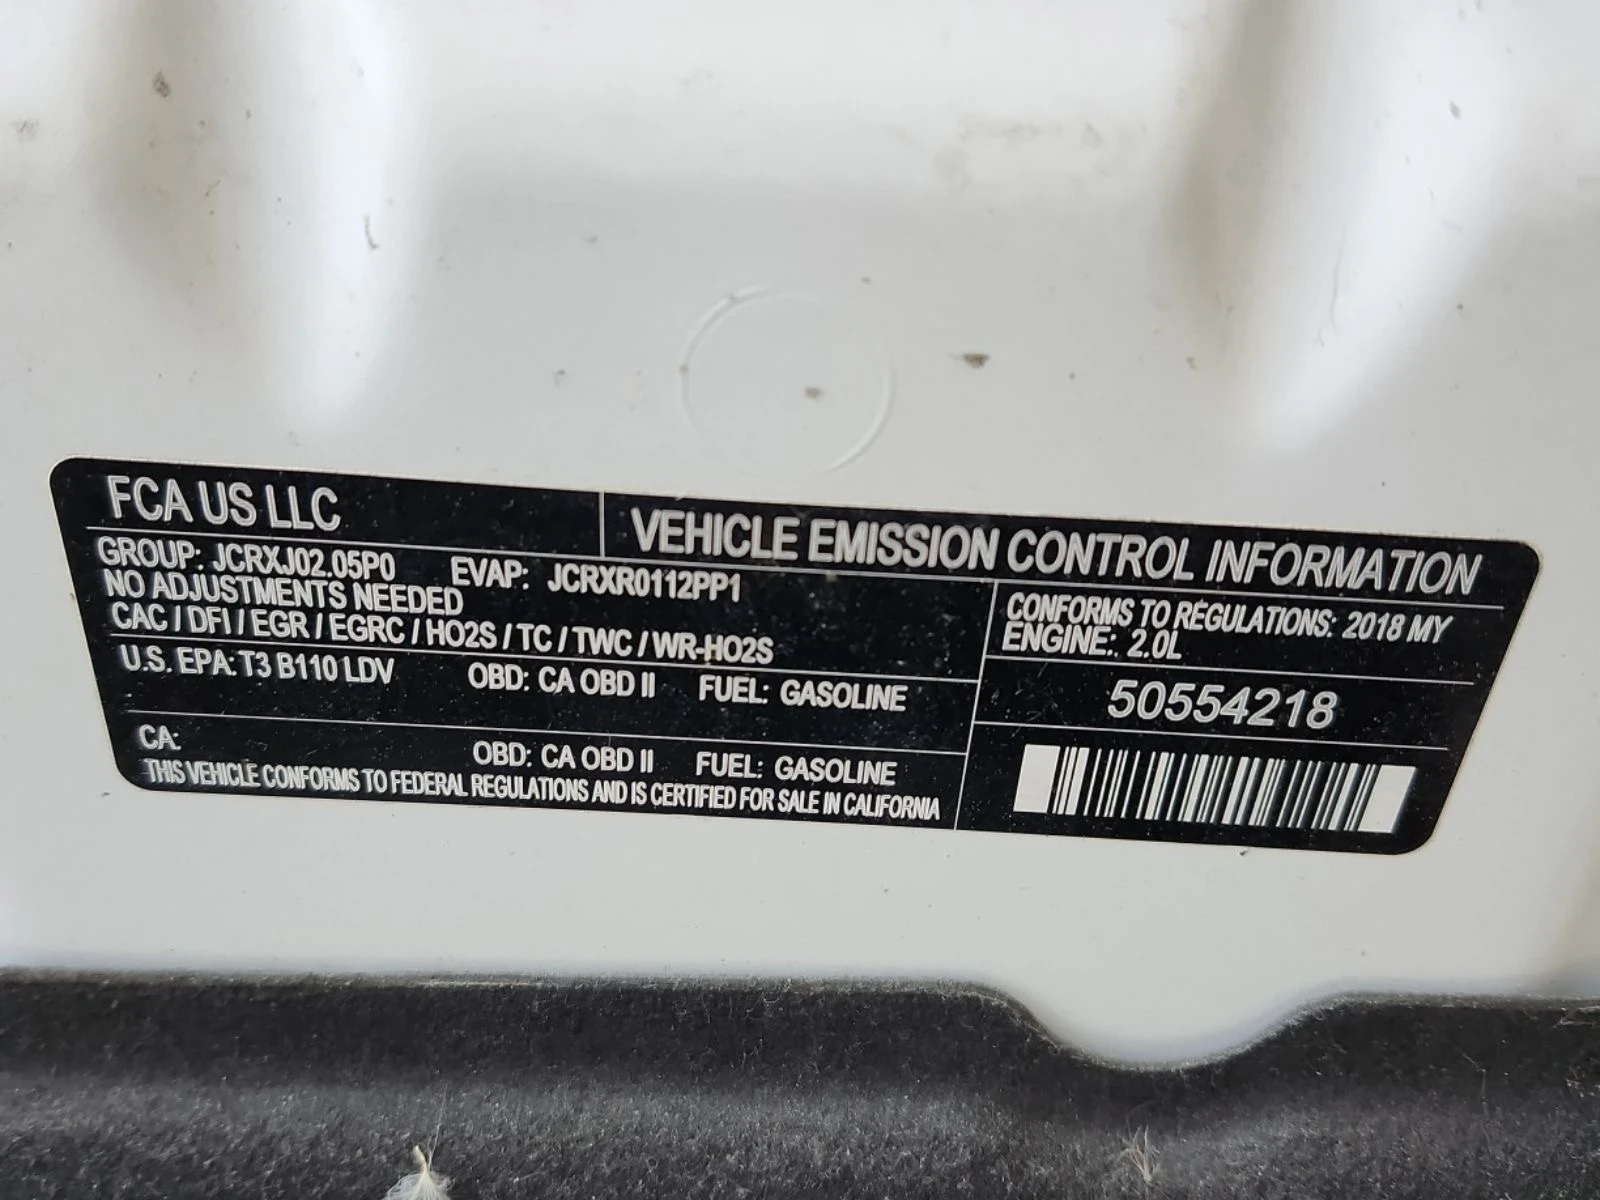 FCA US LLC
VEHICLE EMISSION CONTROL INFORMATION
GROUP: JCRXJ02.05P0 EVAP: JCRXR0112PP1
NO ADJUSTMENTS NEEDED
CAC / DFI / EGR / EGRC / HO2S / TC / TWC / WR-HO2S
U.S. EPA: T3 B110 LDV OBD: CA OBD II FUEL: GASOLINE
CA: OBD: CA OBD II FUEL: GASOLINE
THIS VEHICLE CONFORMS TO FEDERAL REGULATIONS AND IS CERTIFIED FOR SALE IN CALIFORNIA
CONFORMS TO REGULATIONS: 2018 MY
ENGINE: 2.0L
50554218